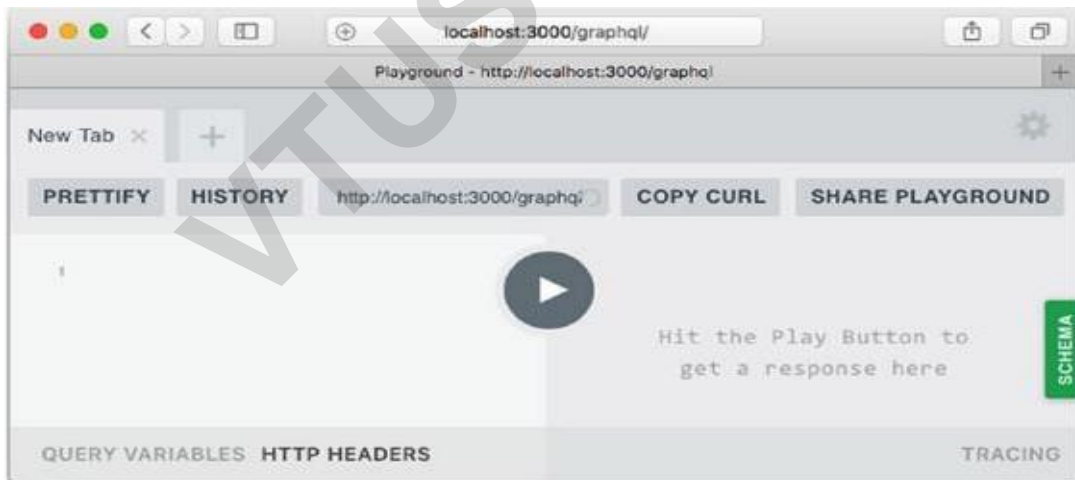 localhost:3000/graphql/
Playground - http://localhost:3000/graphql
New Tab
PRETTIFY HISTORY http://localhost:3000/graphql COPY CURL SHARE PLAYGROUND
1
Hit the Play Button to
get a response here
SCHEMA
QUERY VARIABLES HTTP HEADERS TRACING
VTUS